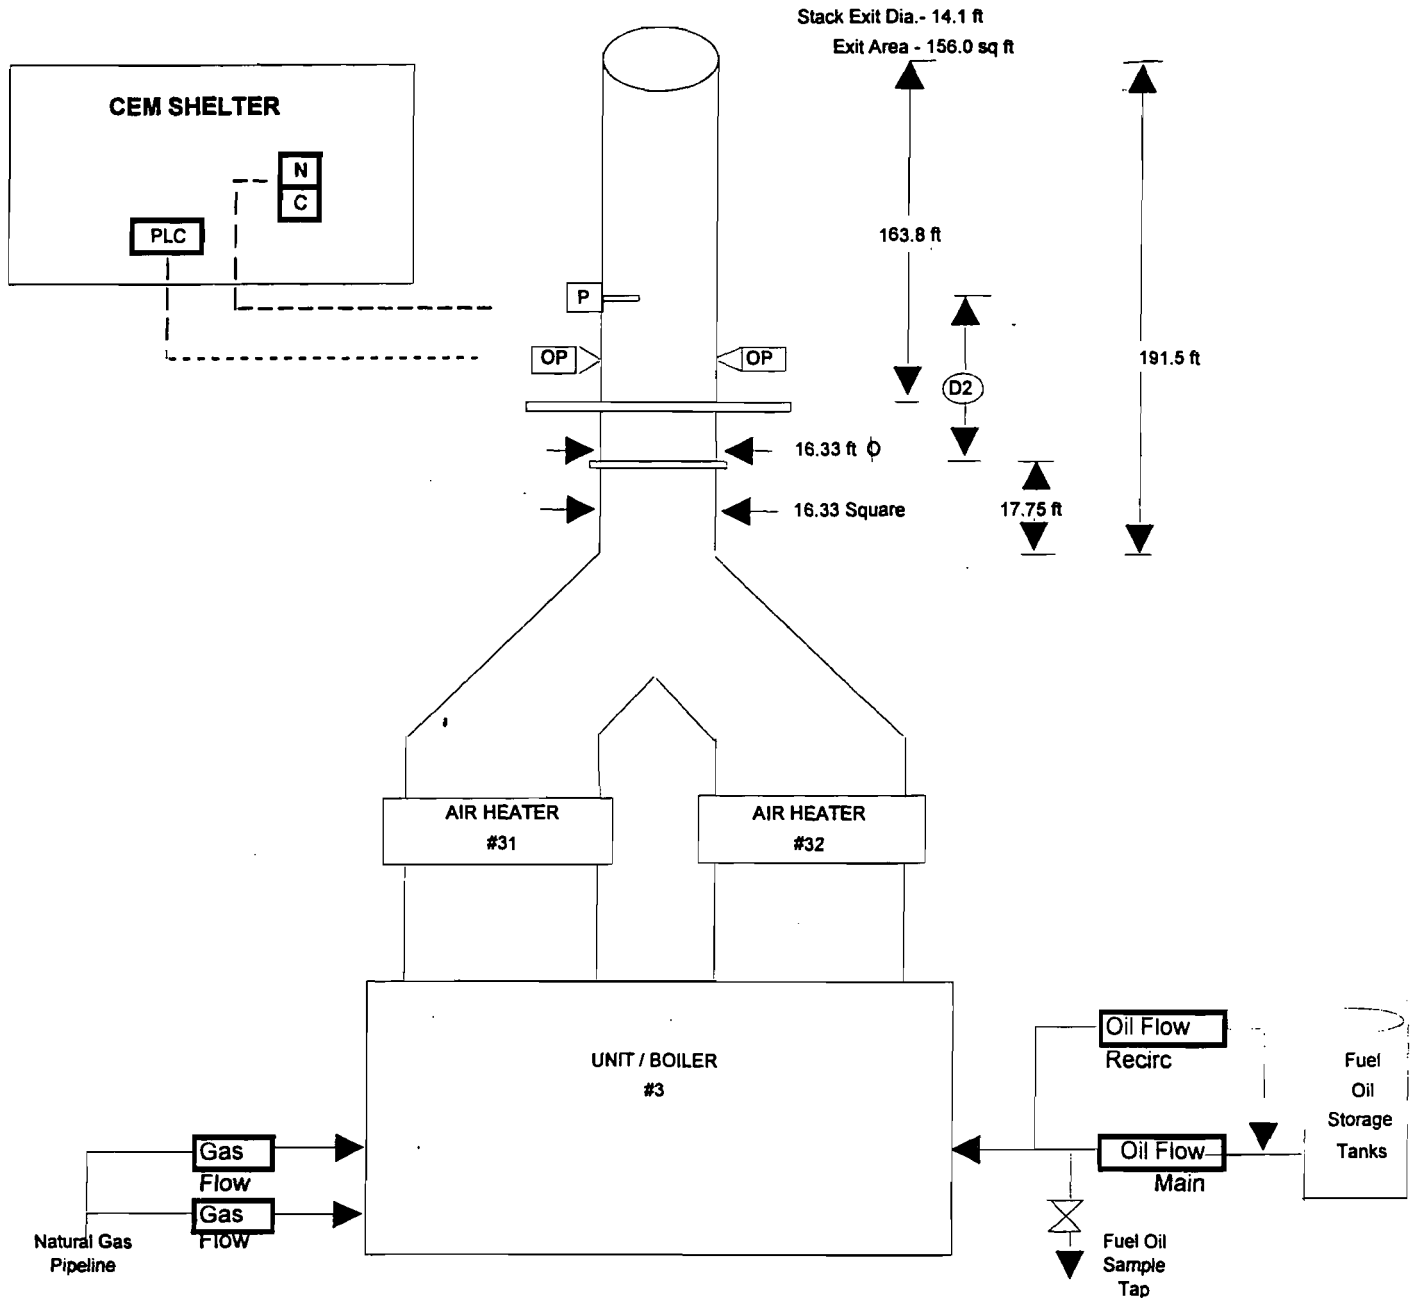 Stack Exit Dia.- 14.1 ft
Exit Area - 156.0 sq ft
CEM SHELTER
N
C
PLC
163.8 ft
P
OP
OP
191.5 ft
D2
16.33 ft ϕ
16.33 Square
17.75 ft
AIR HEATER
#31
AIR HEATER
#32
UNIT / BOILER
#3
Oil Flow
Recirc
Fuel
Oil
Storage
Tanks
Gas
Flow
Oil Flow
Main
Gas
Flow
Natural Gas
Pipeline
Fuel Oil
Sample
Tap